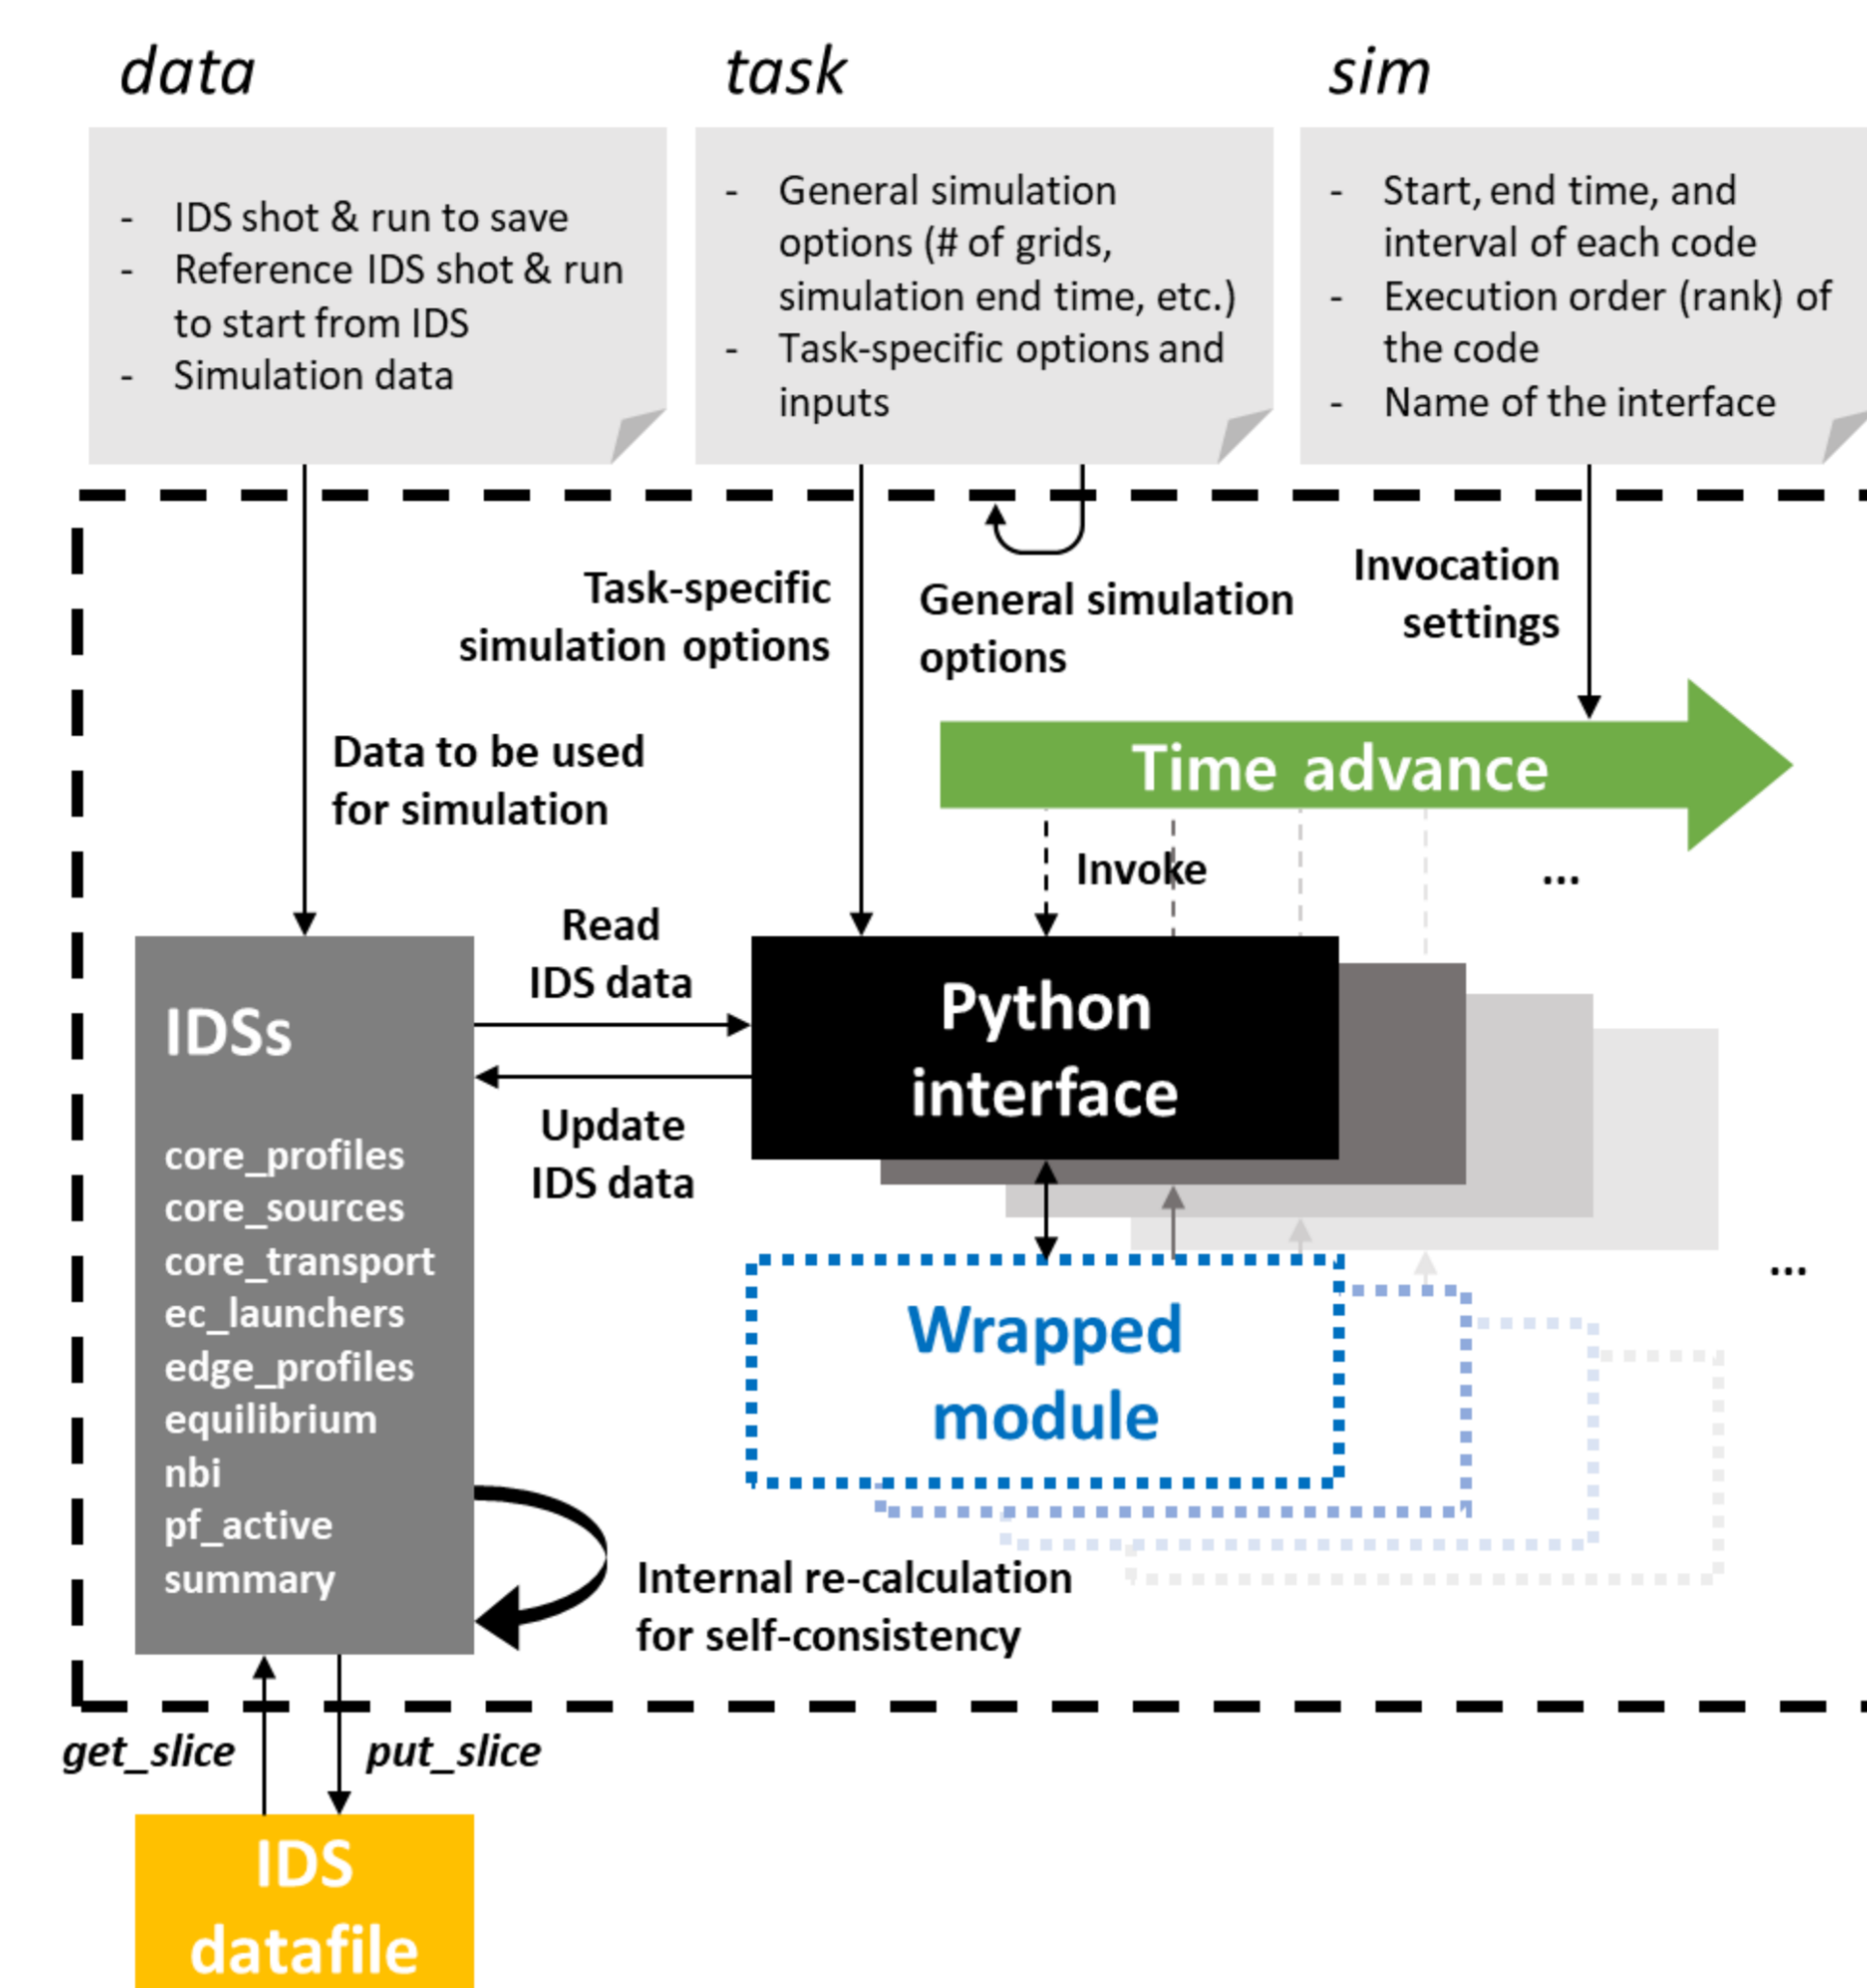 data
- IDS shot & run to save
- Reference IDS shot & run
to start from IDS
- Simulation data
task
- General simulation
options (# of grids,
simulation end time, etc.)
- Task-specific options and
inputs
sim
- Start, end time, and
interval of each code
- Execution order (rank) of
the code
- Name of the interface
Task-specific
simulation options
General simulation
options
Invocation
settings
Data to be used
for simulation
Time advance
Invoke
...
Read
IDS data
Update
IDS data
Python
interface
IDSs
core_profiles
core_sources
core_transport
ec_launchers
edge_profiles
equilibrium
nbi
pf_active
summary
...
Wrapped
module
Internal re-calculation
for self-consistency
get_slice
put_slice
IDS
datafile